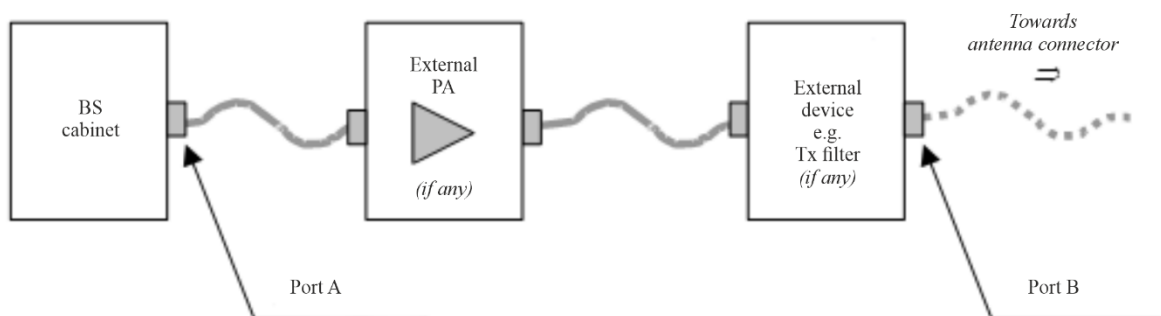 BS
cabinet
External
PA
(if any)
External
device
e.g.
Tx filter
(if any)
Towards
antenna connector
Port A
Port B